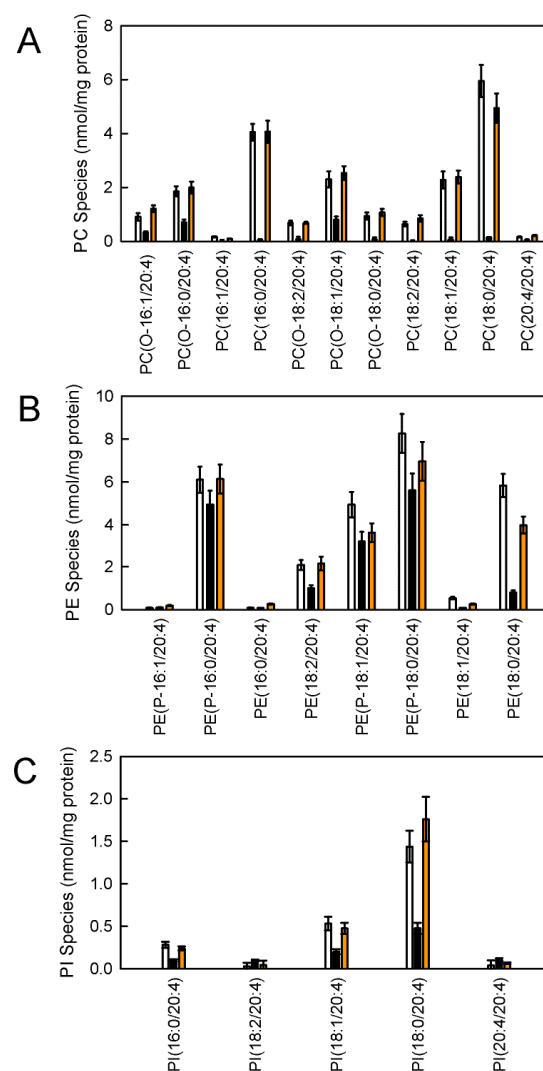 A
PC Species (nmol/mg protein)
8
6
4
2
0
PC(O-16:1/20:4)
PC(O-16:0/20:4)
PC(16:1/20:4)
PC(16:0/20:4)
PC(O-18:2/20:4)
PC(O-18:1/20:4)
PC(O-18:0/20:4)
PC(18:2/20:4)
PC(18:1/20:4)
PC(18:0/20:4)
PC(20:4/20:4)
B
PE Species (nmol/mg protein)
10
8
6
4
2
0
PE(P-16:1/20:4)
PE(P-16:0/20:4)
PE(16:0/20:4)
PE(18:2/20:4)
PE(P-18:1/20:4)
PE(P-18:0/20:4)
PE(18:1/20:4)
PE(18:0/20:4)
C
PI Species (nmol/mg protein)
2.5
2.0
1.5
1.0
0.5
0.0
PI(16:0/20:4)
PI(18:2/20:4)
PI(18:1/20:4)
PI(18:0/20:4)
PI(20:4/20:4)